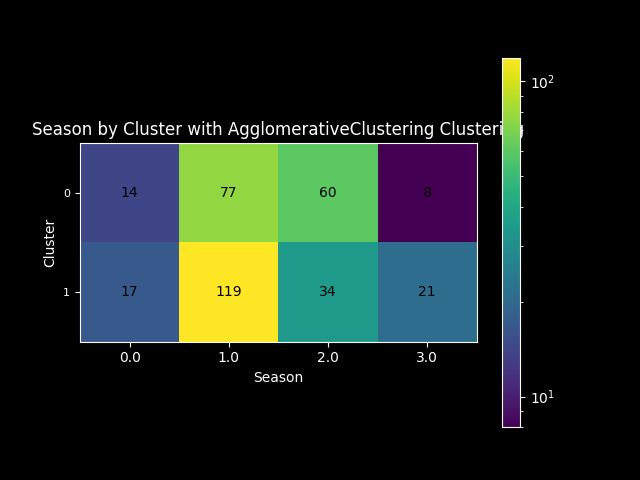 Season by Cluster with AgglomerativeClustering Clustering
10²
0 14 77 60 8
Cluster
1 17 119 34 21
0.0 1.0 2.0 3.0
Season
10¹